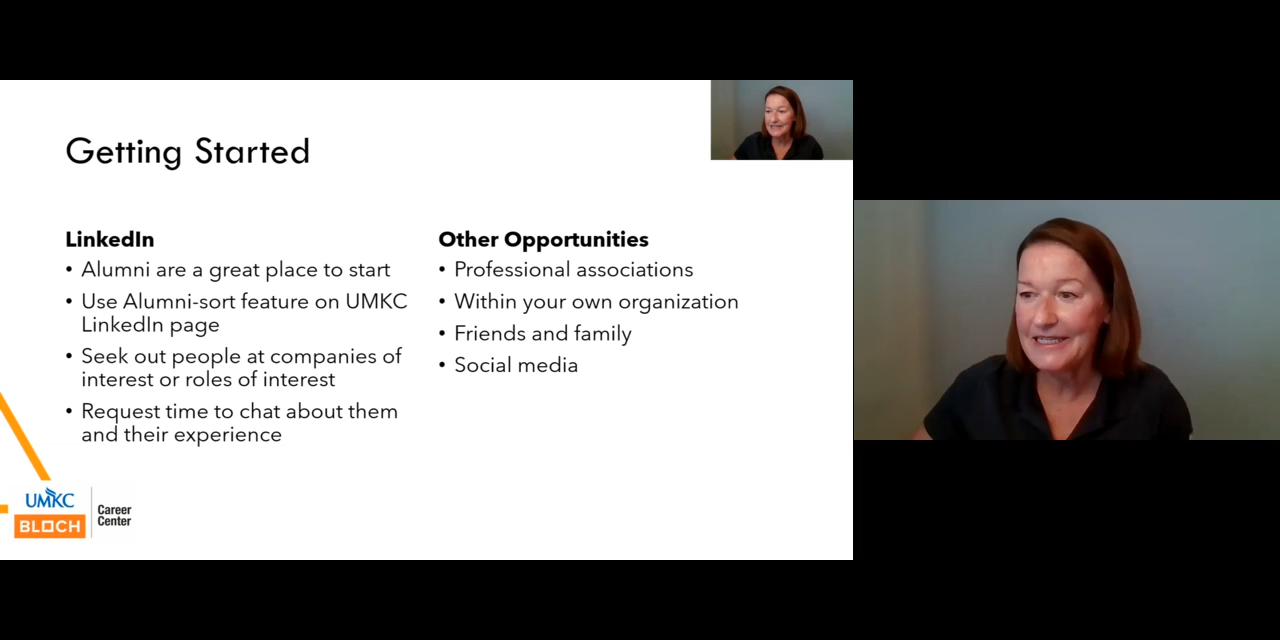 Getting Started
LinkedIn
• Alumni are a great place to start
• Use Alumni-sort feature on UMKC
LinkedIn page
• Seek out people at companies of
interest or roles of interest
• Request time to chat about them
and their experience
Other Opportunities
• Professional associations
• Within your own organization
• Friends and family
• Social media
UMKC
BLOCH
Career
Center